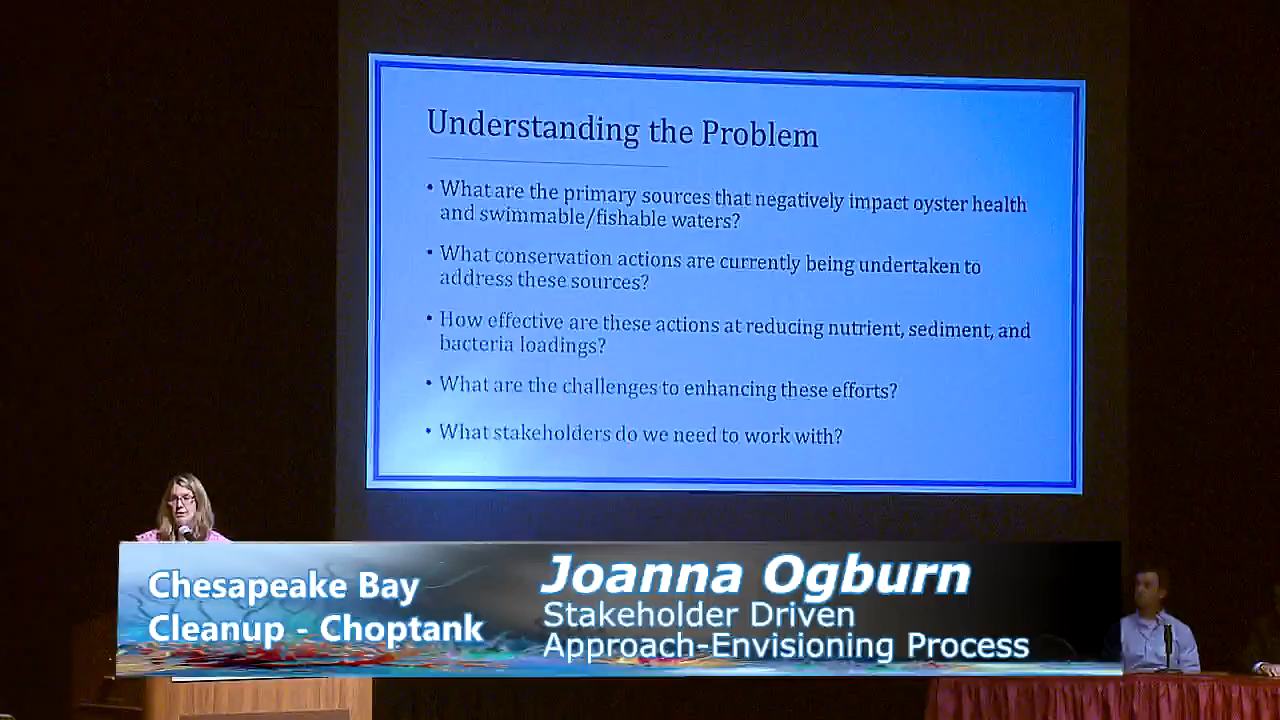 Understanding the Problem
• What are the primary sources that negatively impact oyster health
and swimmable/fishable waters?
• What conservation actions are currently being undertaken to
address these sources?
• How effective are these actions at reducing nutrient, sediment, and
bacteria loadings?
• What are the challenges to enhancing these efforts?
• What stakeholders do we need to work with?
Chesapeake Bay
Cleanup - Choptank
Joanna Ogburn
Stakeholder Driven
Approach-Envisioning Process